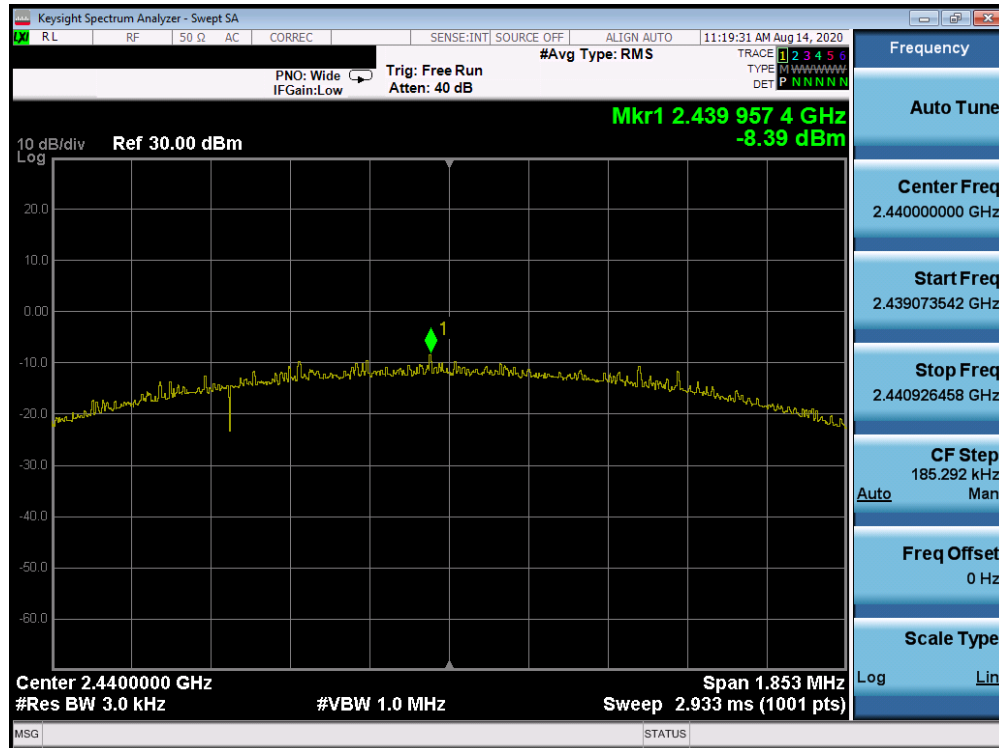 Keysight Spectrum Analyzer - Swept SA
LXI RL RF 50 Ω AC CORREC SENSE:INT SOURCE OFF ALIGN AUTO 11:19:31 AM Aug 14, 2020
#Avg Type: RMS TRACE 1 2 3 4 5 6
PNO: Wide Trig: Free Run TYPE M WWWWW
IFGain:Low Atten: 40 dB DET P N N N N N
Mkr1 2.439 957 4 GHz
-8.39 dBm
10 dB/div Ref 30.00 dBm
Log
20.0
10.0
0.00
1
-10.0
-20.0
-30.0
-40.0
-50.0
-60.0
Center 2.4400000 GHz Span 1.853 MHz
#Res BW 3.0 kHz #VBW 1.0 MHz Sweep 2.933 ms (1001 pts)
MSG STATUS
Frequency
Auto Tune
Center Freq
2.440000000 GHz
Start Freq
2.439073542 GHz
Stop Freq
2.440926458 GHz
CF Step
185.292 kHz
Auto Man
Freq Offset
0 Hz
Scale Type
Log Lin